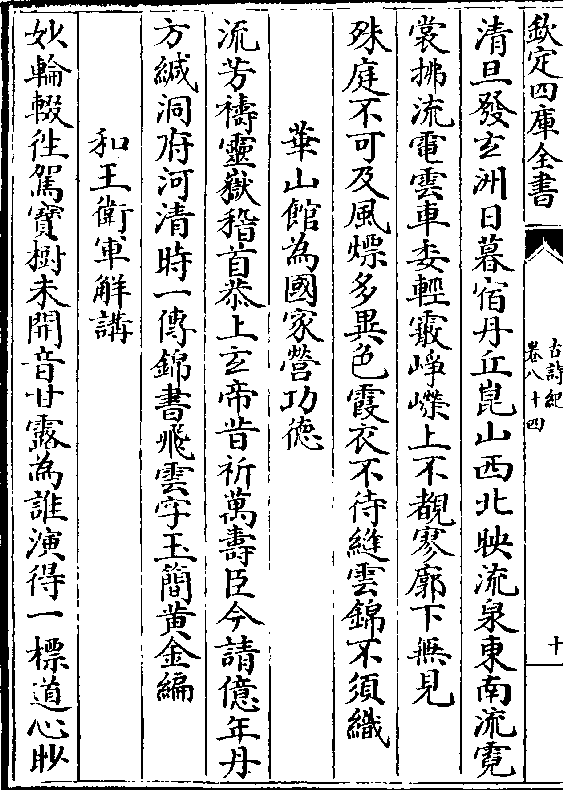 欽定四庫全書
古詩紀
卷八十四
十
清旦發玄洲日暮宿丹丘崑山西北映流泉東南流霓
裳拂流電雲車委輕霰崢嶸上不覩寥廓下無見
殊庭不可及風熛多異色霞衣不待縫雲錦不須織
華山館為國家營功德
流芳禱靈嶽稽首恭上玄帝昔祈萬壽臣今請億年丹
方緘洞府河清時一傳錦書飛雲字玉簡黃金編
和王衛軍解講
妙輪輟往駕寶樹未開音甘露為誰演得一標道心眇